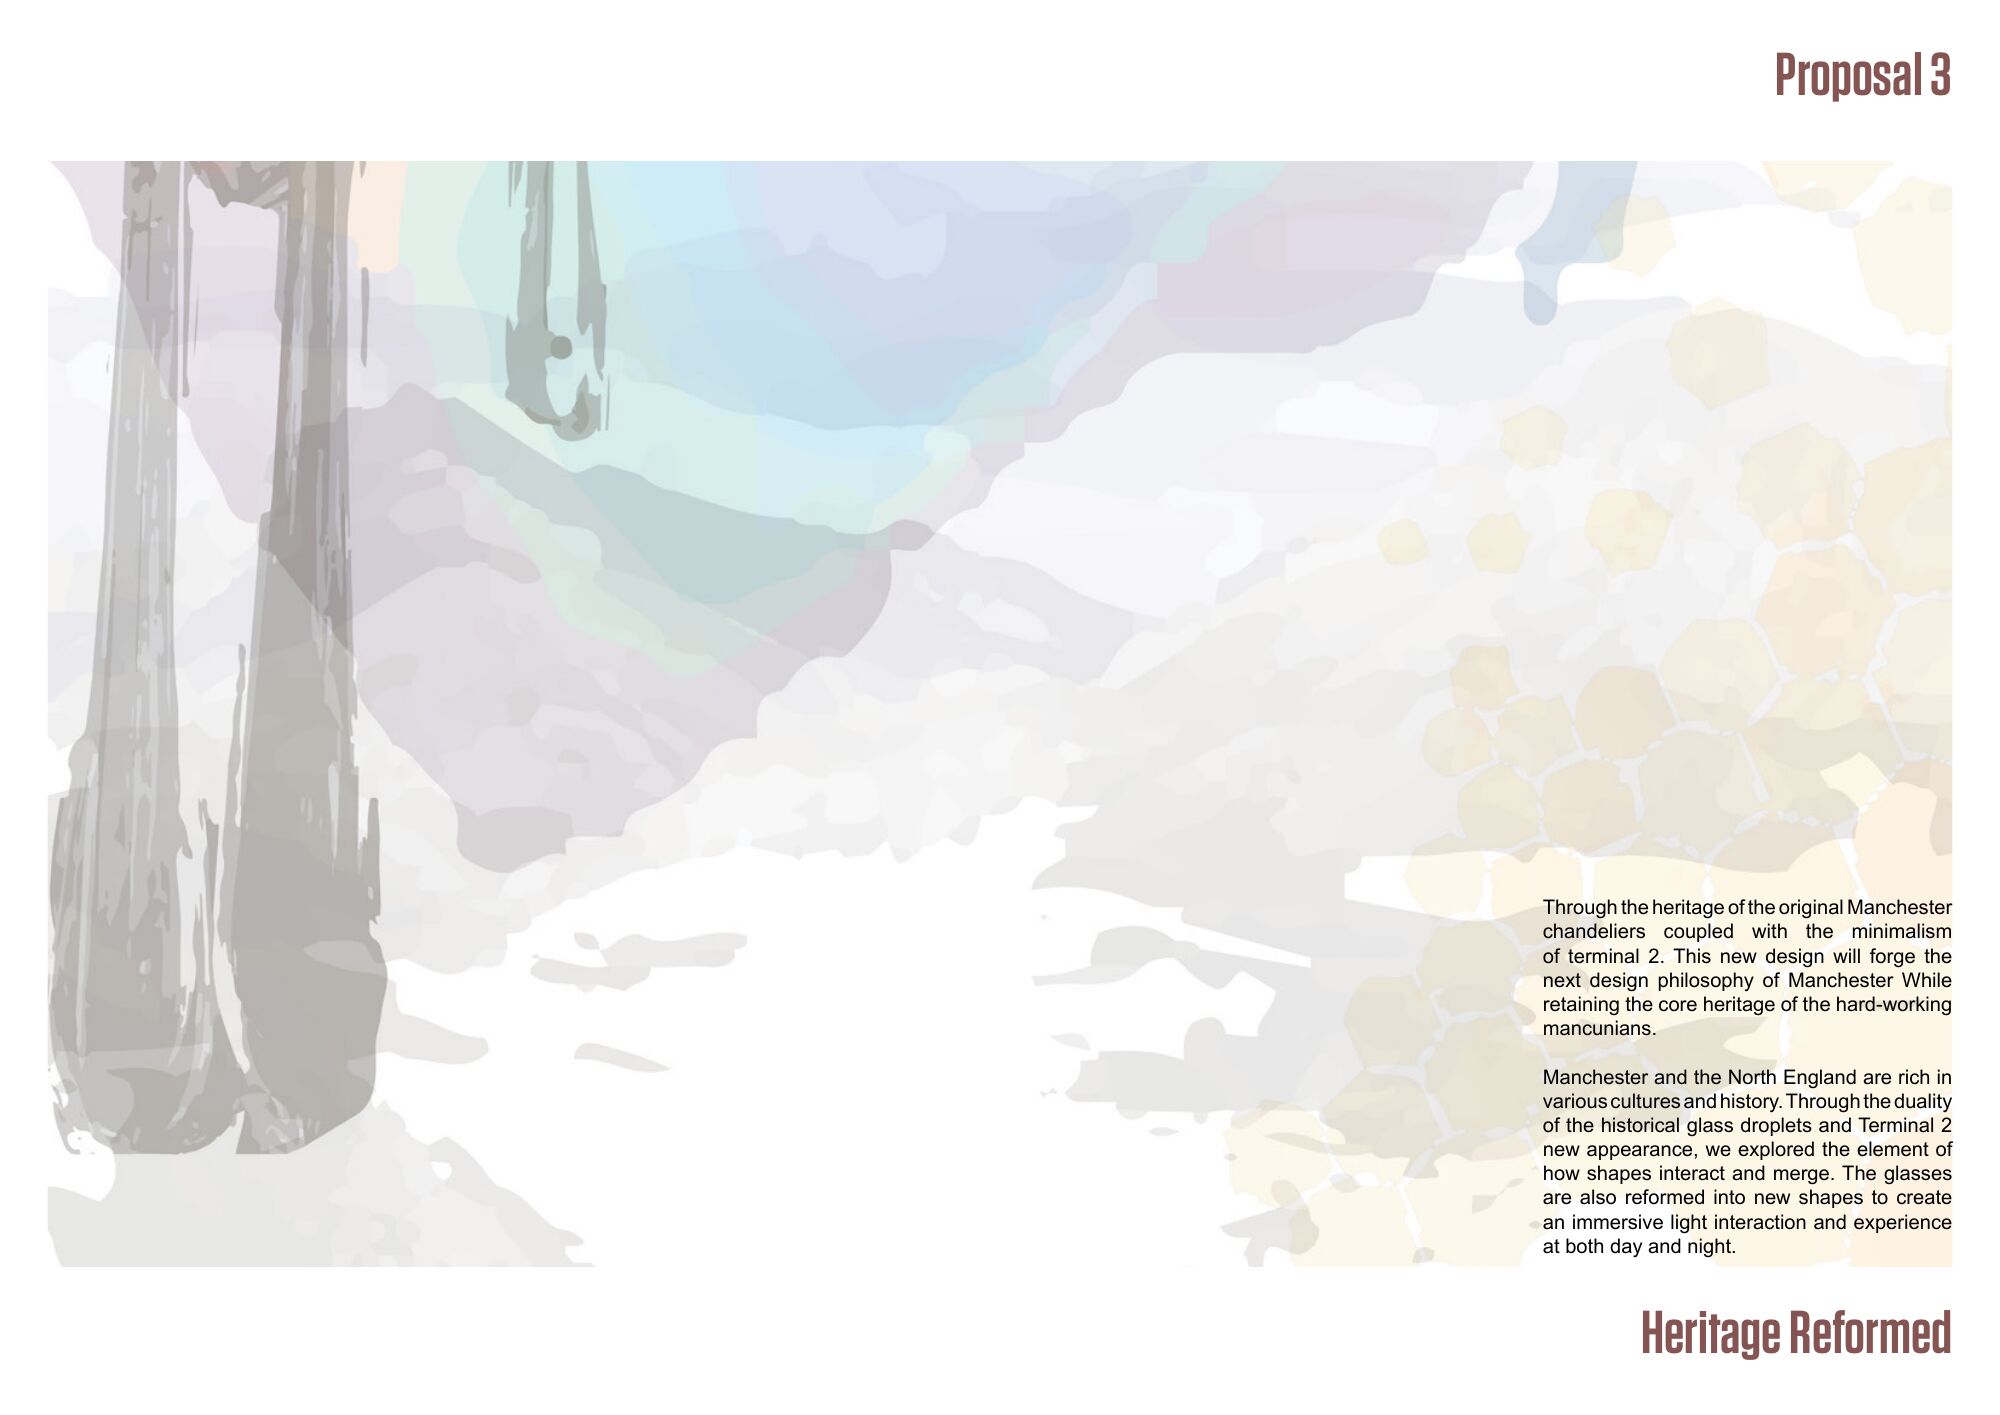 Proposal 3
Through the heritage of the original Manchester
chandeliers coupled with the minimalism
of terminal 2. This new design will forge the
next design philosophy of Manchester While
retaining the core heritage of the hard-working
mancunians.
Manchester and the North England are rich in
various cultures and history. Through the duality
of the historical glass droplets and Terminal 2
new appearance, we explored the element of
how shapes interact and merge. The glasses
are also reformed into new shapes to create
an immersive light interaction and experience
at both day and night.
Heritage Reformed